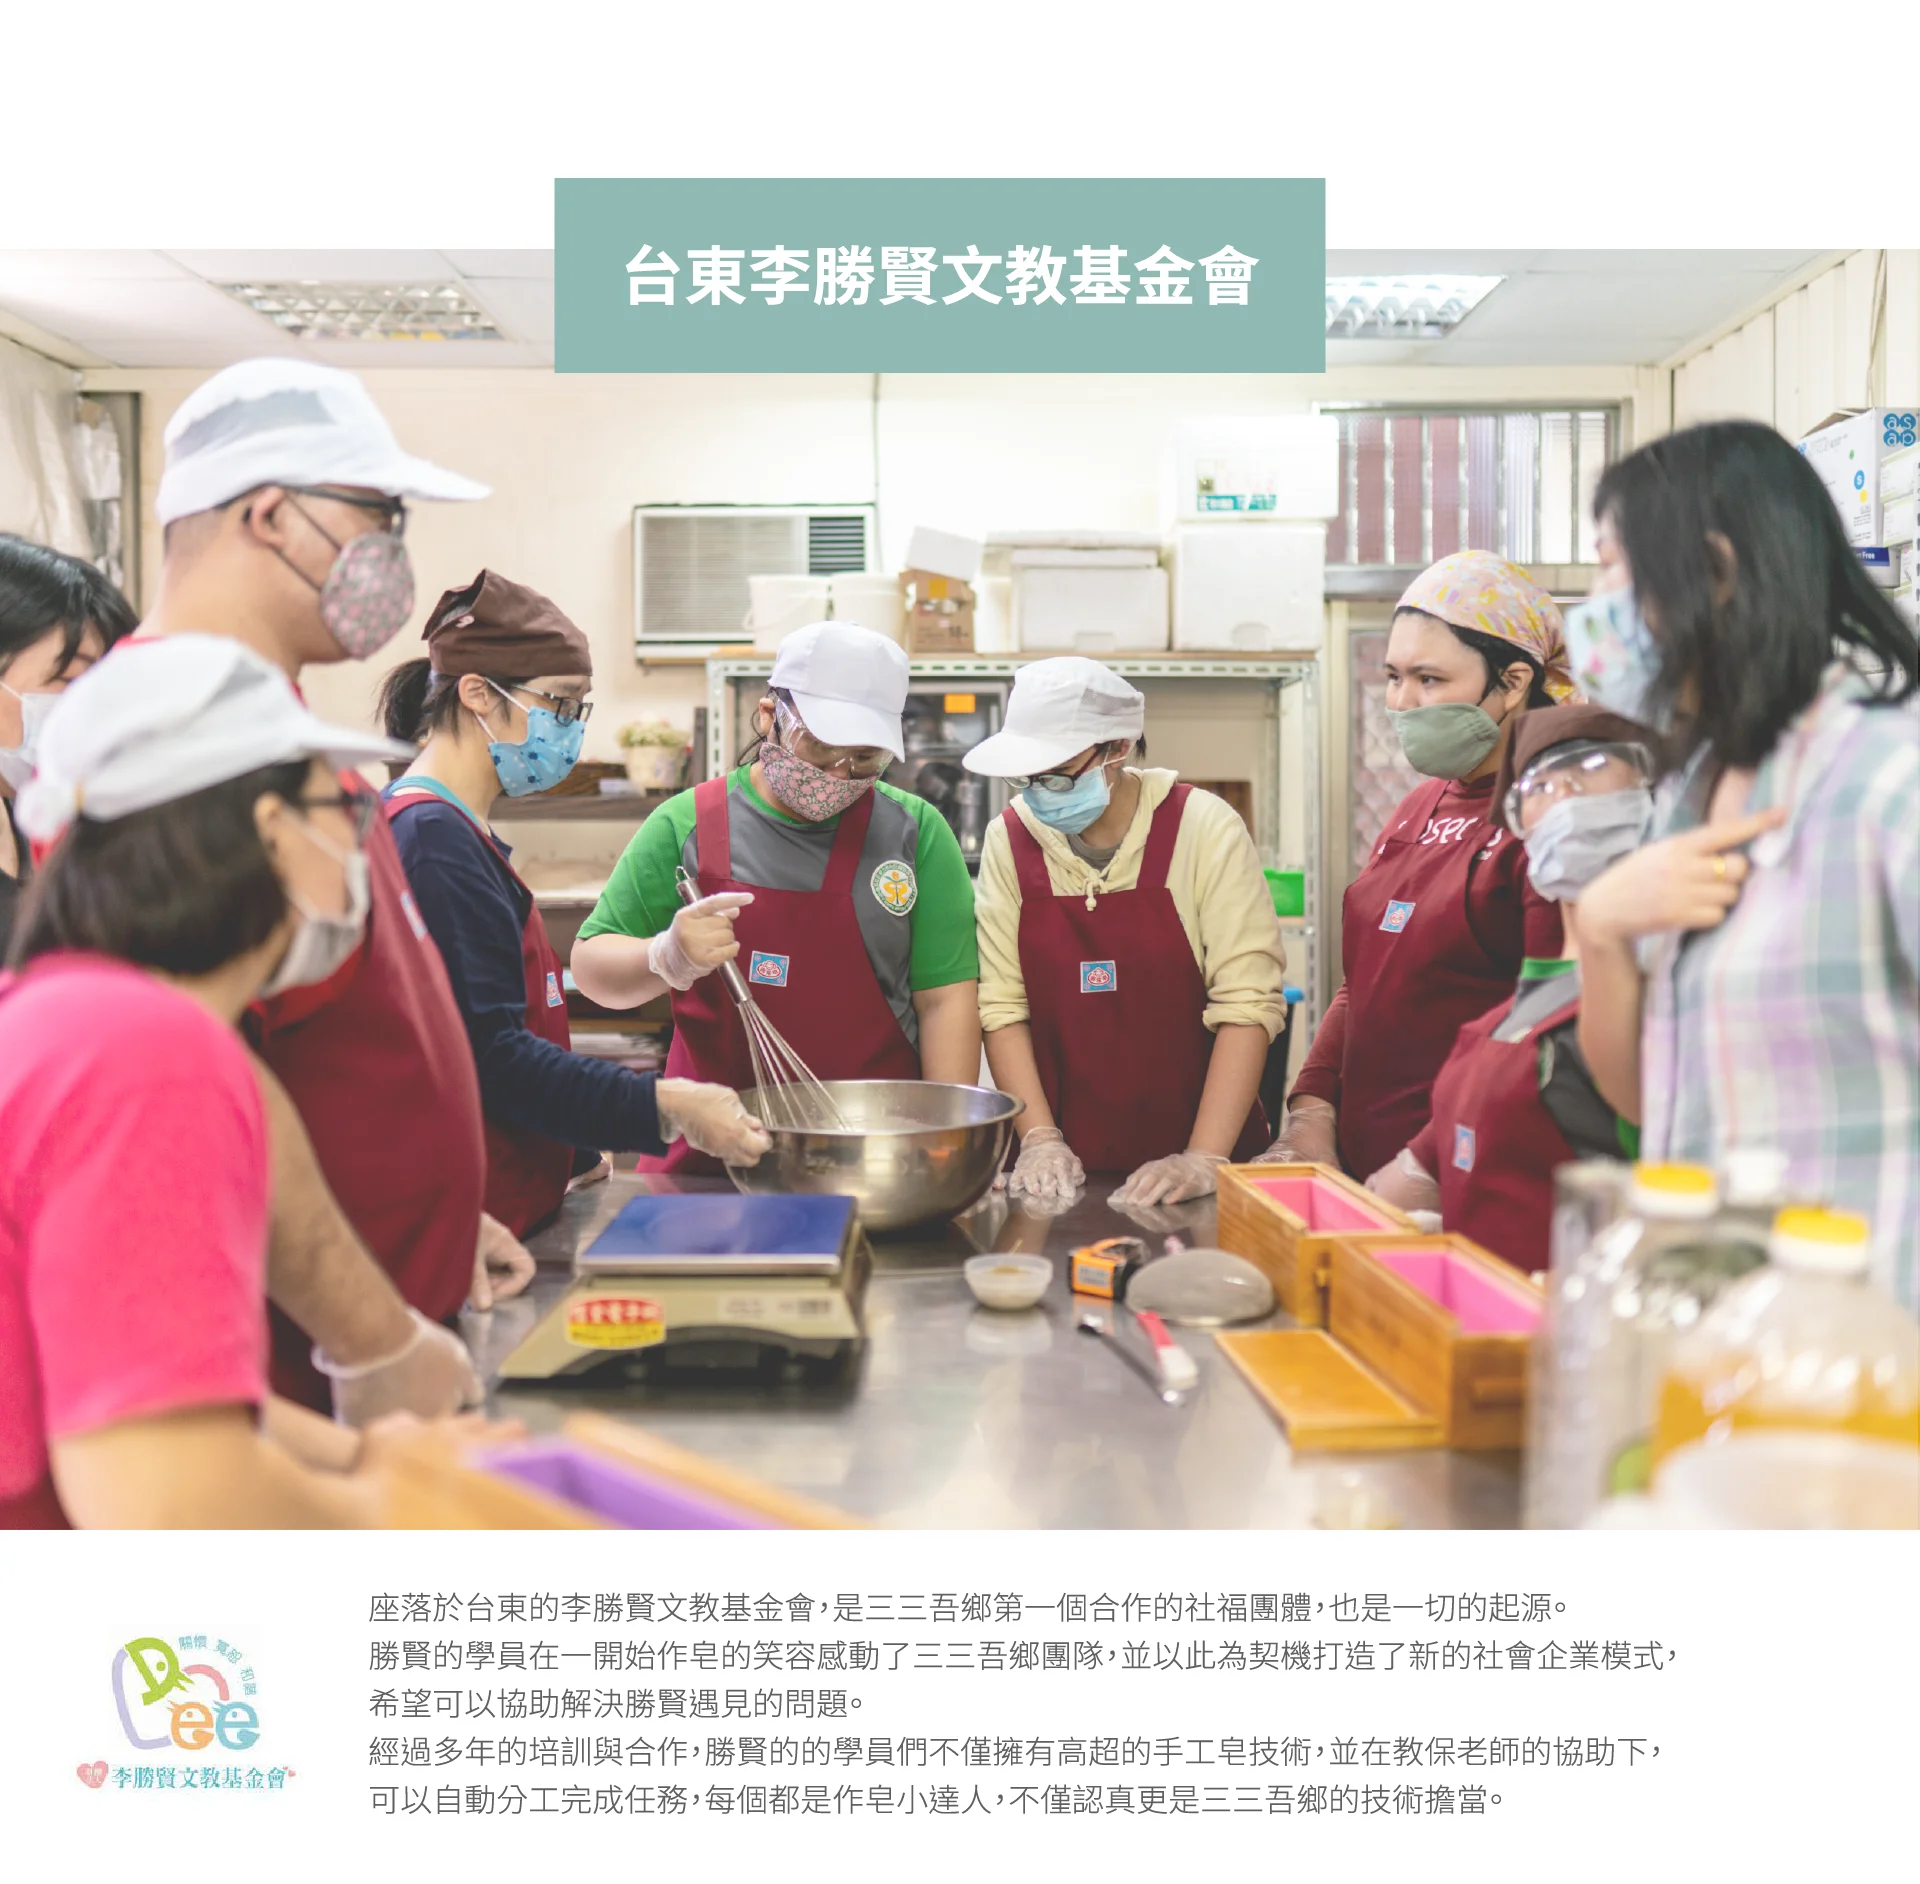 台東李勝賢文教基金會
asap
座落於台東的李勝賢文教基金會，是三三吾鄉第一個合作的社福團體，也是一切的起源。
勝賢的學員在一開始作皂的笑容感動了三三吾鄉團隊，並以此為契機打造了新的社會企業模式，
希望可以協助解決勝賢遇見的問題。
經過多年的培訓與合作，勝賢的的學員們不僅擁有高超的手工皂技術，並在教保老師的協助下，
可以自動分工完成任務，每個都是作皂小達人，不僅認真更是三三吾鄉的技術擔當。
關懷 寬容 和諧
Dee
李勝賢文教基金會